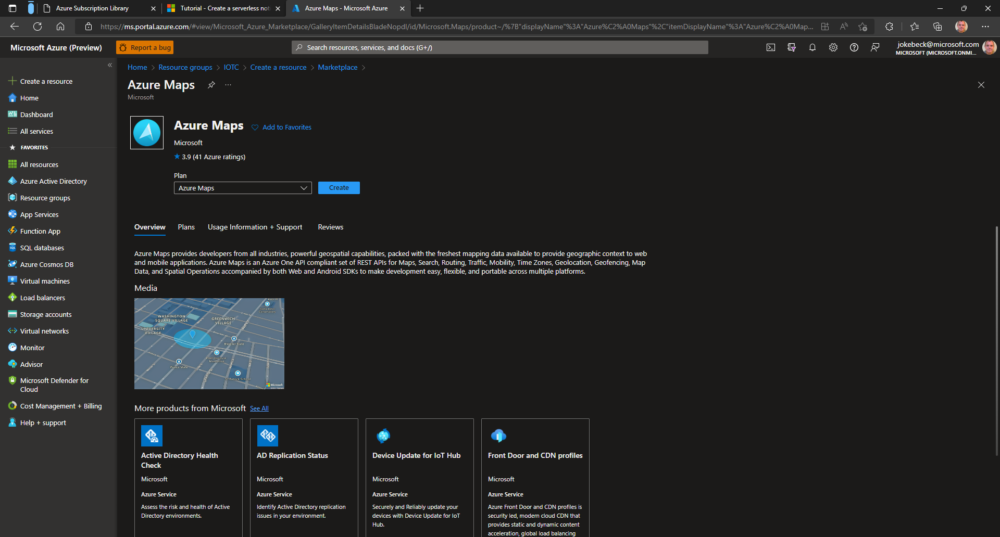 Azure Subscription Library
Tutorial - Create a serverless not
Azure Maps - Microsoft Azure
https://ms.portal.azure.com/#view/Microsoft_Azure_Marketplace/GalleryItemDetailsBladeNopdl/id/Microsoft.Maps/product~/%7B"displayName"%3A"Azure%C2%A0Maps"%2C"itemDisplayName"%3A"Azure%C2%A0Map...
Microsoft Azure (Preview)
Report a bug
Search resources, services, and docs (G+/)
jokebeck@microsoft.com
MICROSOFT (MICROSOFT.ONMI...
Create a resource
Home
Dashboard
All services
FAVORITES
All resources
Azure Active Directory
Resource groups
App Services
Function App
SQL databases
Azure Cosmos DB
Virtual machines
Load balancers
Storage accounts
Virtual networks
Monitor
Advisor
Microsoft Defender for
Cloud
Cost Management + Billing
Help + support
Home > Resource groups > IOTC > Create a resource > Marketplace >
Azure Maps
Microsoft
Azure Maps
Add to Favorites
Microsoft
3.9 (41 Azure ratings)
Plan
Azure Maps
Create
Overview
Plans
Usage Information + Support
Reviews
Azure Maps provides developers from all industries, powerful geospatial capabilities, packed with the freshest mapping data available to provide geographic context to web
and mobile applications. Azure Maps is an Azure One API compliant set of REST APIs for Maps, Search, Routing, Traffic, Mobility, Time Zones, Geolocation, Geofencing, Map
Data, and Spatial Operations accompanied by both Web and Android SDKs to make development easy, flexible, and portable across multiple platforms.
Media
WASHINGTON
SQUARE VILLAGE
GREENWICH
VILLAGE
UNIVERSITY
VILLAGE
Stella Adler
Conservatory
Bleecker State
Pratt Institute
Manhattan
Prince State
St Patrick School
Microsoft
More products from Microsoft
See All
Active Directory Health
Check
Microsoft
Azure Service
Assess the risk and health of Active
Directory environments.
AD Replication Status
Microsoft
Azure Service
Identify Active Directory replication
issues in your environment.
Device Update for IoT Hub
Microsoft
Azure Service
Securely and Reliably update your
devices with Device Update for IoT
Hub.
Front Door and CDN profiles
Microsoft
Azure Service
Azure Front Door and CDN profiles is
security led, modern cloud CDN that
provides static and dynamic content
acceleration, global load balancing